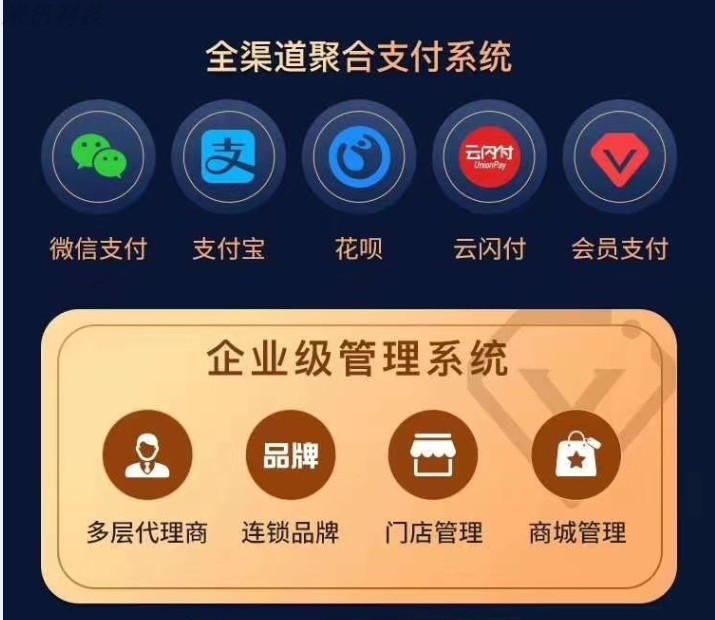 全渠道聚合支付系统
支
云闪付
UnionPay
微信支付 支付宝 花呗 云闪付 会员支付
企业级管理系统
品牌
多层代理商 连锁品牌 门店管理 商城管理